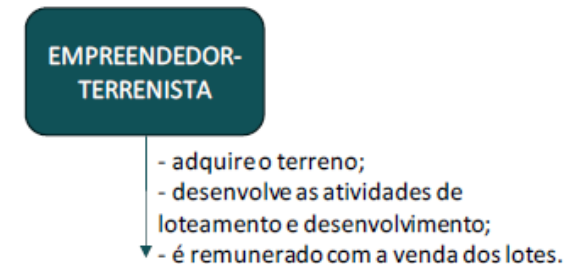 EMPREENDEDOR-
TERRENISTA
- adquire o terreno;
- desenvolve as atividades de
loteamento e desenvolvimento;
- é remunerado com a venda dos lotes.